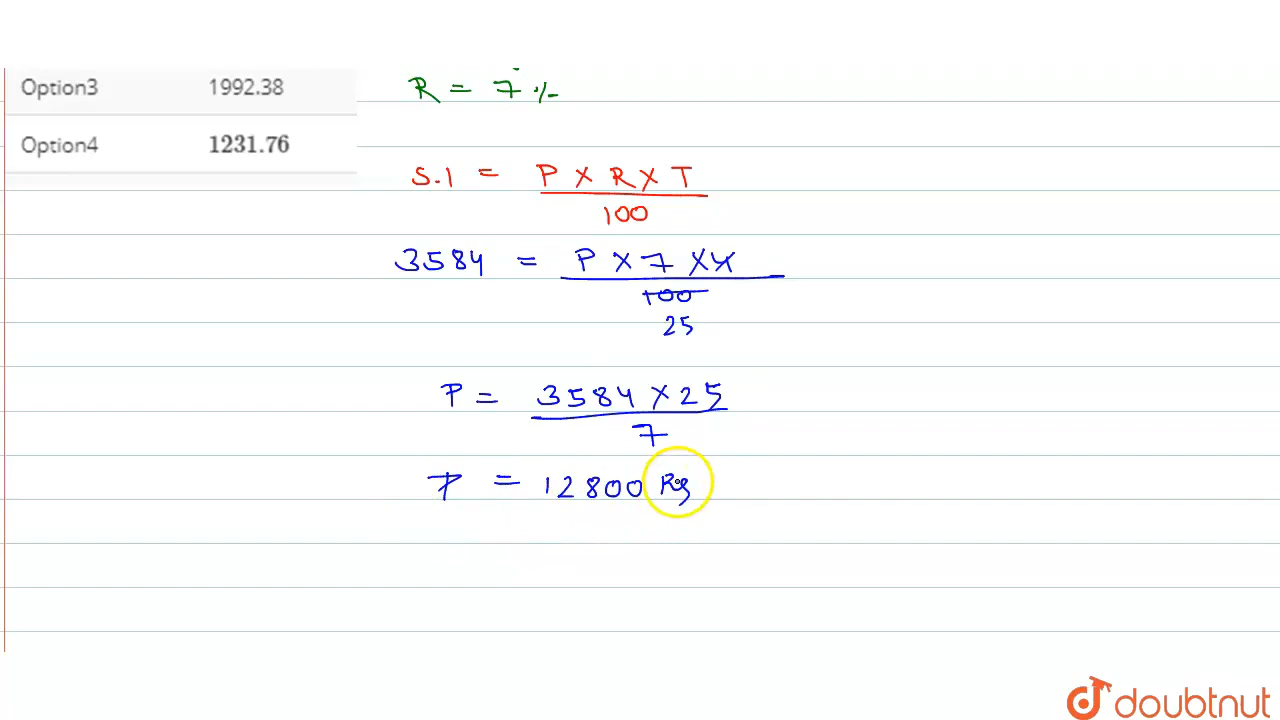 Option3 1992.38
Option4 1231.76
R = 7 %
S.I = P X R X T
100
3584 = P X 7 X 4
100
25
P = 3584 X 25
7
P = 12800 Rs
doubtnut